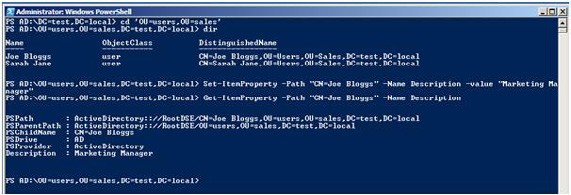 Administrator: Windows PowerShell
PS AD:\DC=test,DC=local> cd 'OU=users,OU=sales'
PS AD:\OU=users,OU=sales,DC=test,DC=local> dir
Name ObjectClass DistinguishedName
Joe Bloggs user CN=Joe Bloggs,OU=Users,OU=Sales,DC=test,DC=local
Sarah Jane user CN=Sarah Jane,OU=Users,OU=Sales,DC=test,DC=local
PS AD:\OU=users,OU=sales,DC=test,DC=local> Set-ItemProperty -Path "CN=Joe Bloggs" -Name Description -value "Marketing Ma
nager"
PS AD:\OU=users,OU=sales,DC=test,DC=local> Get-ItemProperty -Path "CN=Joe Bloggs" -Name Description
PSPath : ActiveDirectory:://RootDSE/CN=Joe Bloggs,OU=users,OU=sales,DC=test,DC=local
PSParentPath : ActiveDirectory:://RootDSE/OU=users,OU=sales,DC=test,DC=local
PSChildName : CN=Joe Bloggs
PSDrive : AD
PSProvider : ActiveDirectory
Description : Marketing Manager
PS AD:\OU=users,OU=sales,DC=test,DC=local>